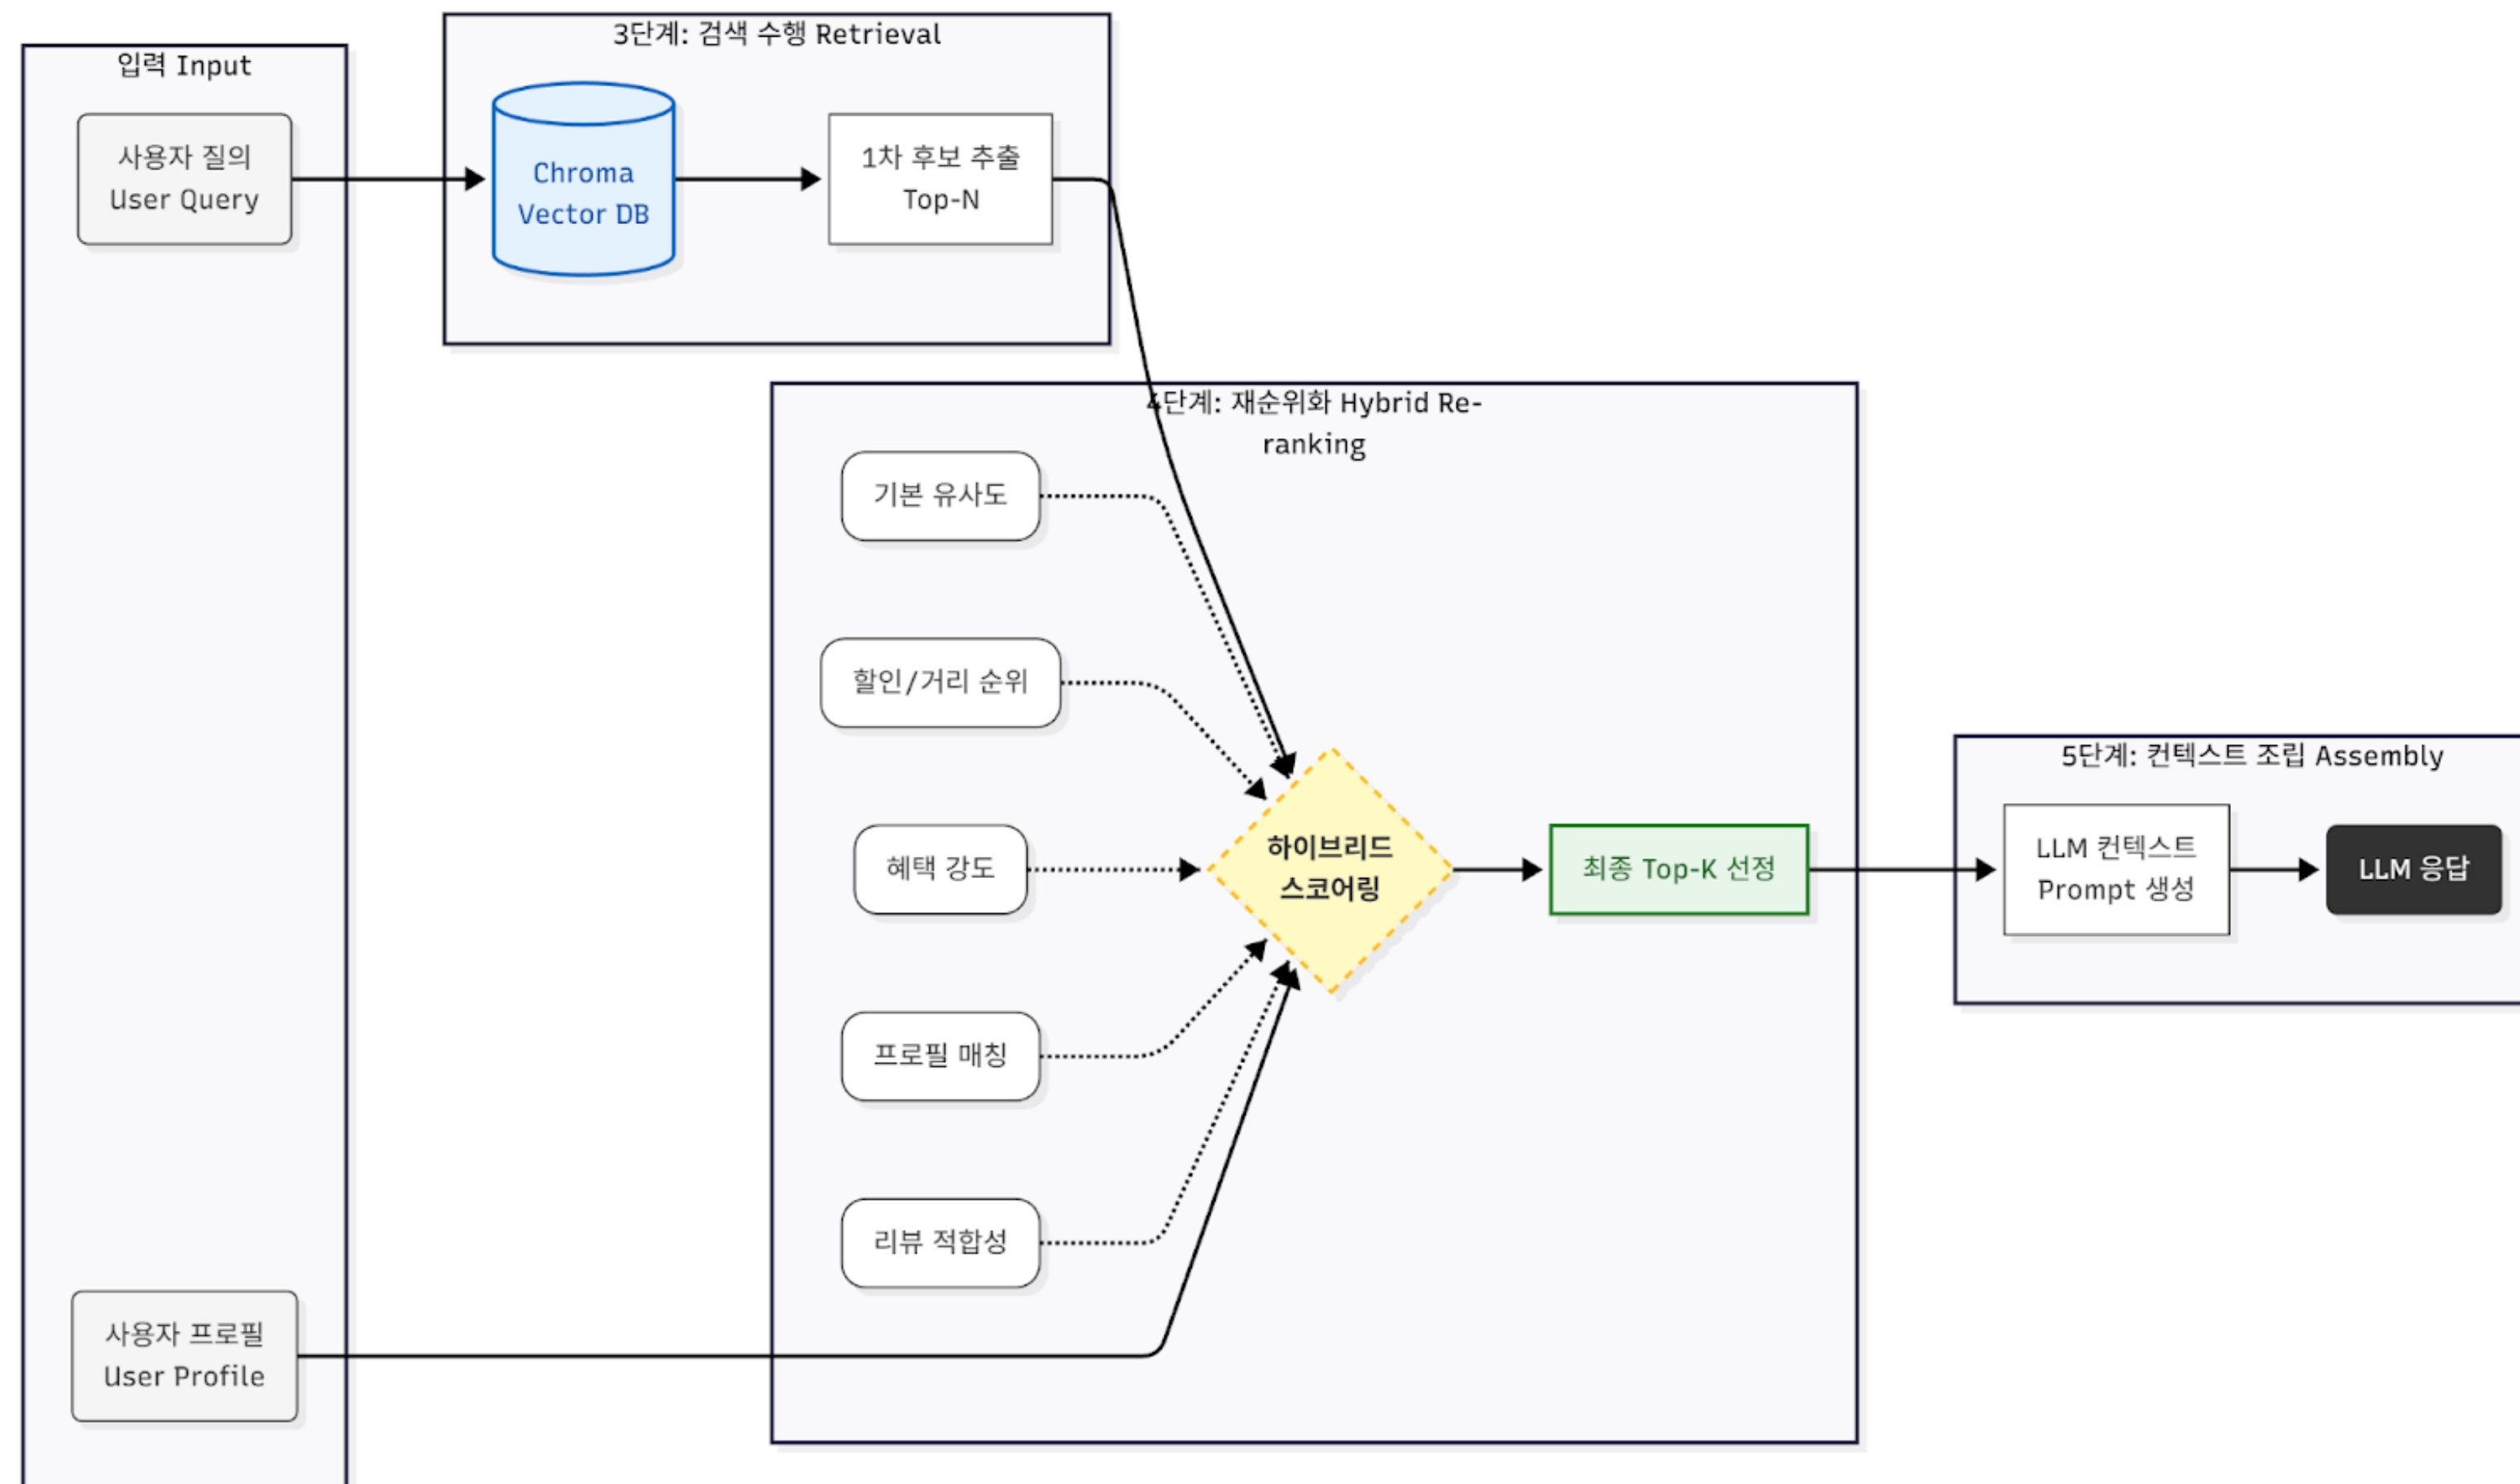 입력 Input
사용자 질의
User Query
사용자 프로필
User Profile
3단계: 검색 수행 Retrieval
Chroma
Vector DB
1차 후보 추출
Top-N
4단계: 재순위화 Hybrid Re-
ranking
기본 유사도
할인/거리 순위
혜택 강도
프로필 매칭
리뷰 적합성
하이브리드
스코어링
최종 Top-K 선정
5단계: 컨텍스트 조립 Assembly
LLM 컨텍스트
Prompt 생성
LLM 응답